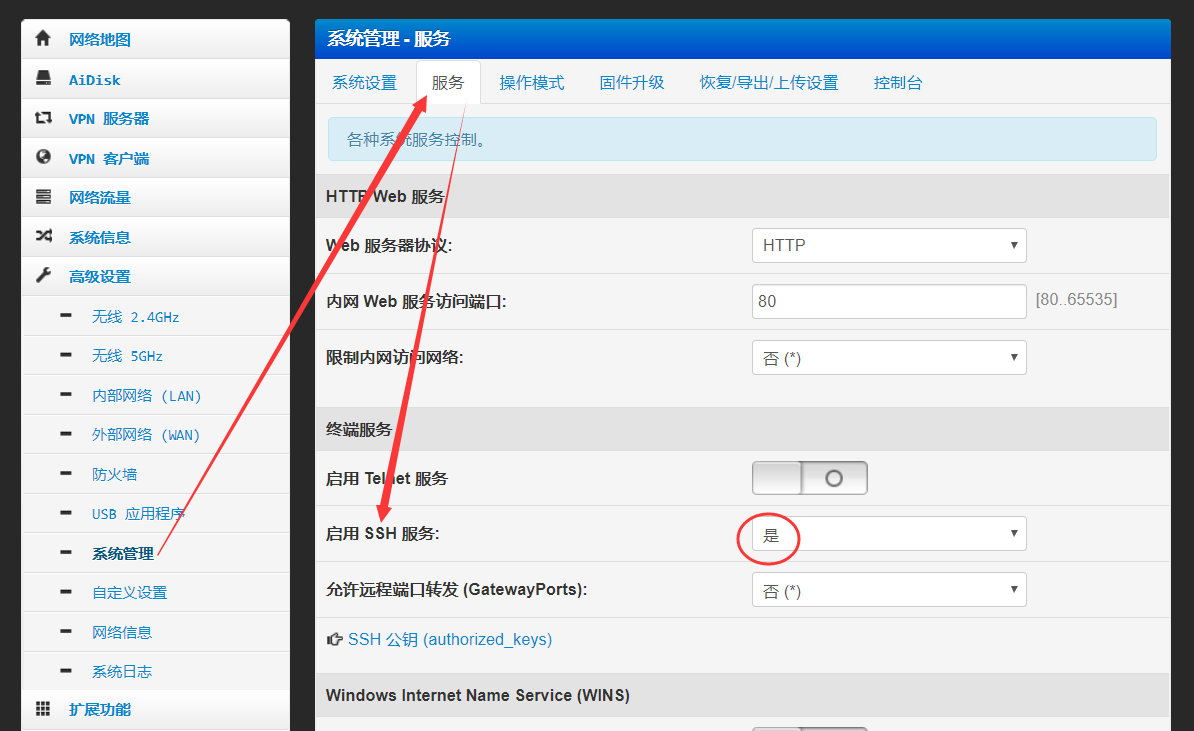 网络地图
AiDisk
VPN 服务器
VPN 客户端
网络流量
系统信息
高级设置
无线 2.4GHz
无线 5GHz
内部网络 (LAN)
外部网络 (WAN)
防火墙
USB 应用程序
系统管理
自定义设置
网络信息
系统日志
扩展功能
系统管理 - 服务
系统设置 服务 操作模式 固件升级 恢复/导出/上传设置 控制台
各种系统服务控制。
HTTP Web 服务
Web 服务器协议: HTTP
内网 Web 服务访问端口: 80 [80..65535]
限制内网访问网络: 否 (*)
终端服务
启用 Telnet 服务
启用 SSH 服务: 是
允许远程端口转发 (GatewayPorts): 否 (*)
SSH 公钥 (authorized_keys)
Windows Internet Name Service (WINS)